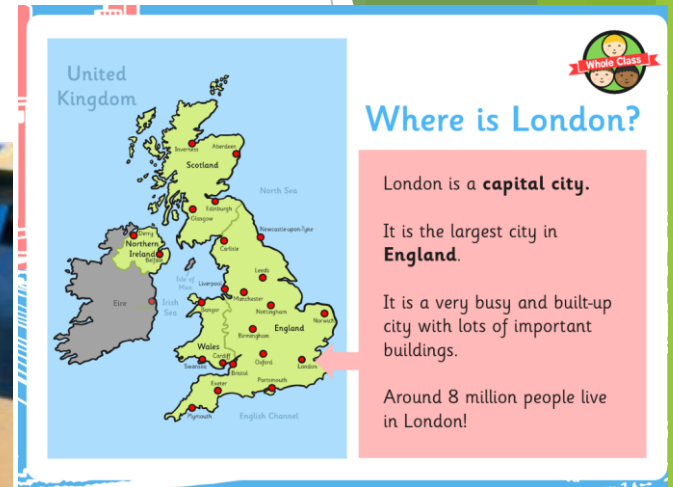 United
Kingdom
Whole Class
Where is London?
London is a capital city.
It is the largest city in
England.
It is a very busy and built-up
city with lots of important
buildings.
Around 8 million people live
in London!
Inverness
Aberdeen
Scotland
North Sea
Edinburgh
Glasgow
Newcastle-upon-Tyne
Derry
Northern
Ireland
Belfast
Carlisle
Isle of
Man
Leeds
Liverpool
Manchester
Eire
Irish
Sea
Bangor
Nottingham
England
Norwich
Birmingham
Wales
Cardiff
Swansea
Bristol
Oxford
London
Exeter
Portsmouth
Plymouth
English Channel